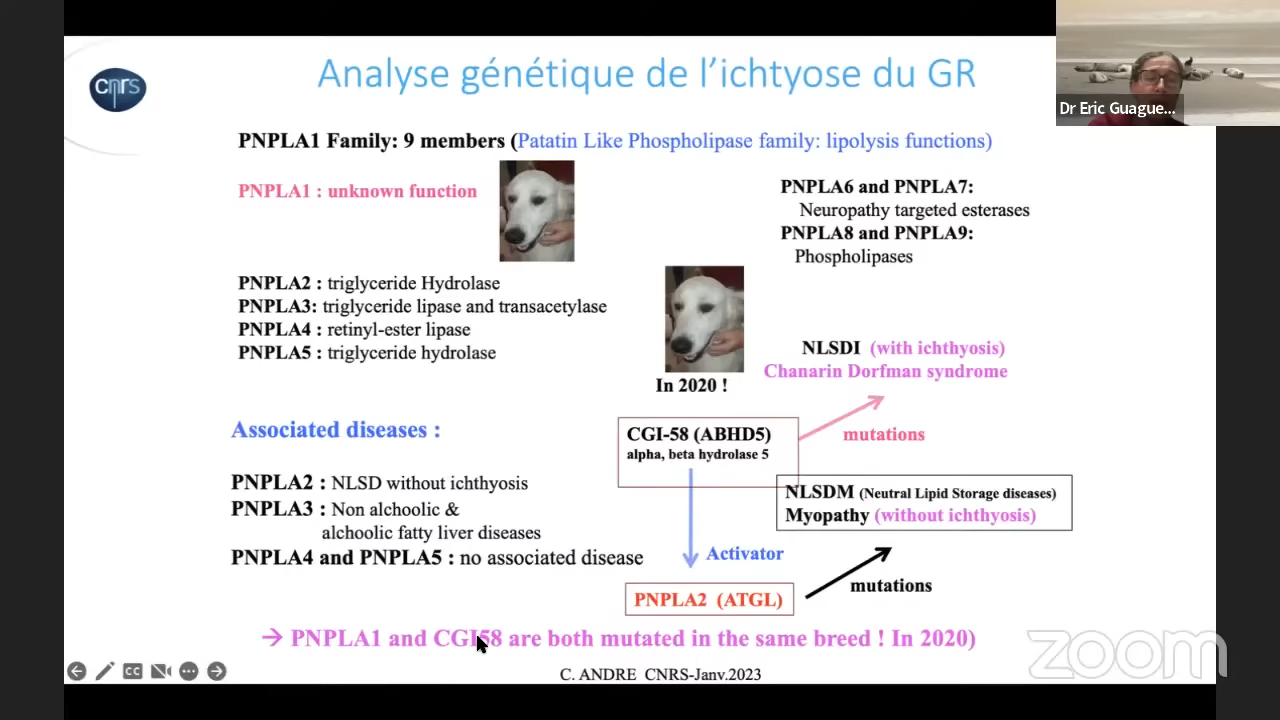 cnrs
Analyse génétique de l’ichtyose du GR
Dr Eric Guague...
PNPLA1 Family: 9 members (Patatin Like Phospholipase family: lipolysis functions)
PNPLA1 : unknown function
PNPLA6 and PNPLA7:
Neuropathy targeted esterases
PNPLA8 and PNPLA9:
Phospholipases
PNPLA2 : triglyceride Hydrolase
PNPLA3: triglyceride lipase and transacetylase
PNPLA4 : retinyl-ester lipase
PNPLA5 : triglyceride hydrolase
In 2020 !
NLSDI (with ichthyosis)
Chanarin Dorfman syndrome
Associated diseases :
CGI-58 (ABHD5)
alpha, beta hydrolase 5
mutations
PNPLA2 : NLSD without ichthyosis
PNPLA3 : Non alchoolic &
alchoolic fatty liver diseases
PNPLA4 and PNPLA5 : no associated disease
NLSDM (Neutral Lipid Storage diseases)
Myopathy (without ichthyosis)
Activator
mutations
PNPLA2 (ATGL)
→ PNPLA1 and CGI58 are both mutated in the same breed ! In 2020)
C. ANDRE CNRS-Janv.2023
CC
zoom